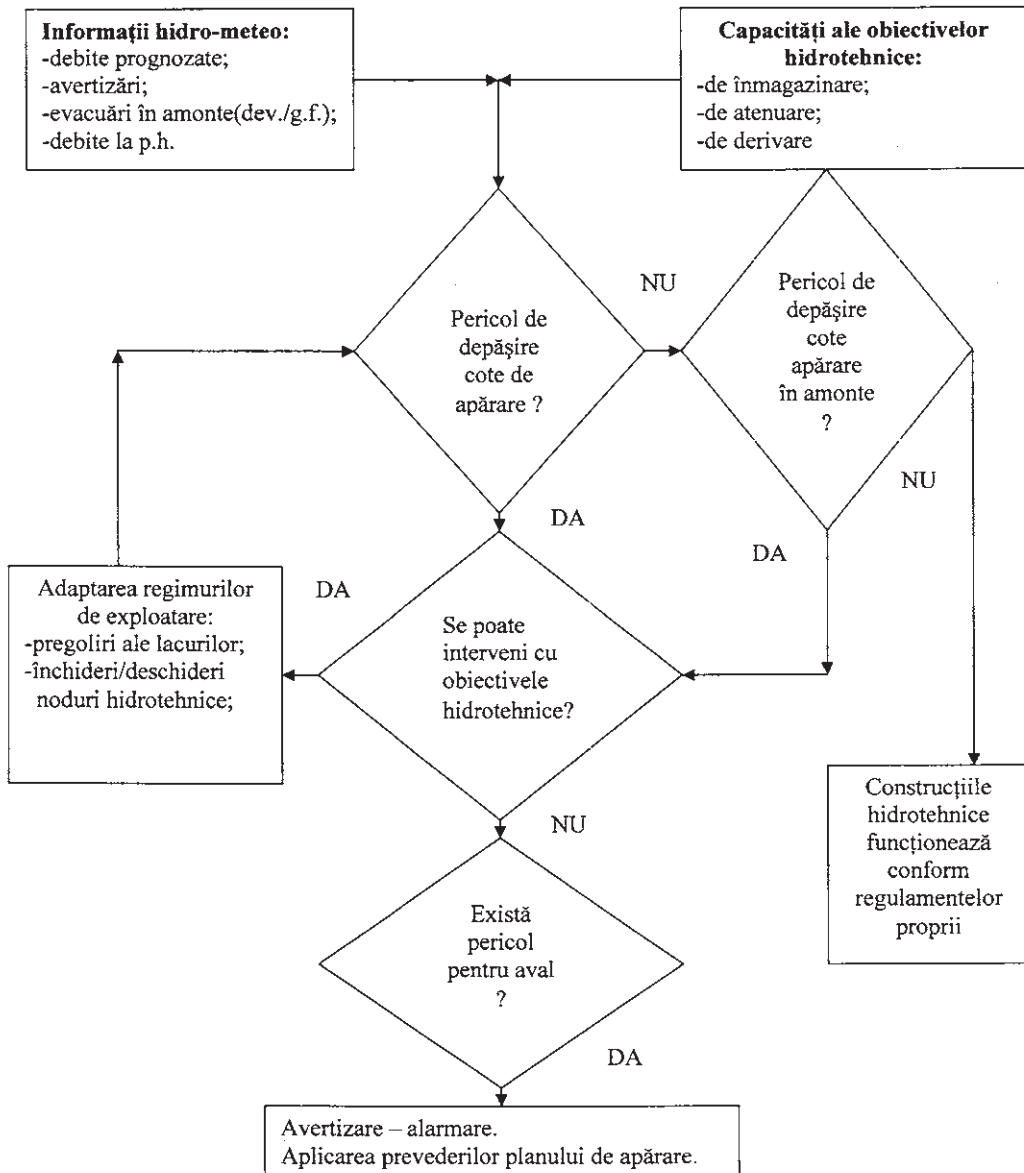 Informații hidro-meteo:
-debite prognozate;
-avertizări;
-evacuări în amonte(dev./g.f.);
-debite la p.h.
Capacități ale obiectivelor
hidrotehnice:
-de înmagazinare;
-de atenuare;
-de derivare
Pericol de
depăşire
cote de
apărare ?
NU
Pericol de
depăşire
cote
apărare
în amonte
?
NU
DA
DA
Adaptarea regimurilor
de exploatare:
-pregoliri ale lacurilor;
-închideri/deschideri
noduri hidrotehnice;
DA
Se poate
interveni cu
obiectivele
hidrotehnice?
NU
Construcțiile
hidrotehnice
funcționează
conform
regulamentelor
proprii
Există
pericol
pentru aval
?
DA
Avertizare – alarmare.
Aplicarea prevederilor planului de apărare.